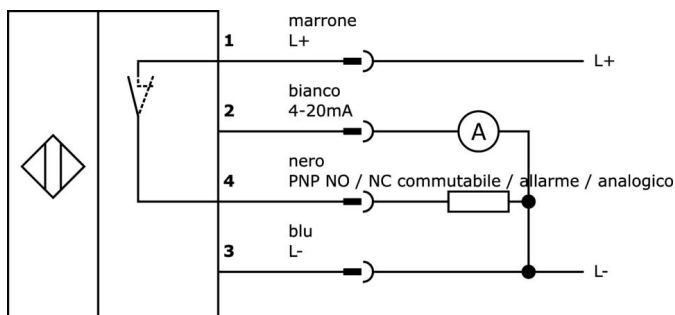 marrone
1 L+
L+
bianco
2 4-20mA
A
nero
4 PNP NO / NC commutabile / allarme / analogico
blu
3 L-
L-